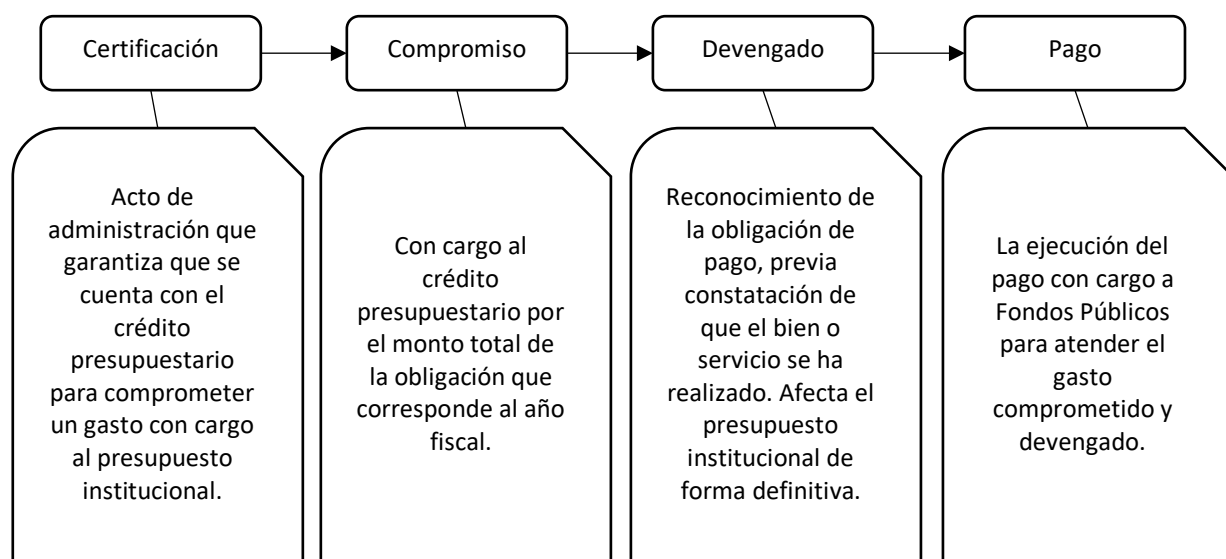 Certificación
Compromiso
Devengado
Pago
Acto de
administración que
garantiza que se
cuenta con el
crédito
presupuestario
para comprometer
un gasto con cargo
al presupuesto
institucional.
Con cargo al
crédito
presupuestario por
el monto total de
la obligación que
corresponde al año
fiscal.
Reconocimiento de
la obligación de
pago, previa
constatación de
que el bien o
servicio se ha
realizado. Afecta el
presupuesto
institucional de
forma definitiva.
La ejecución del
pago con cargo a
Fondos Públicos
para atender el
gasto
comprometido y
devengado.